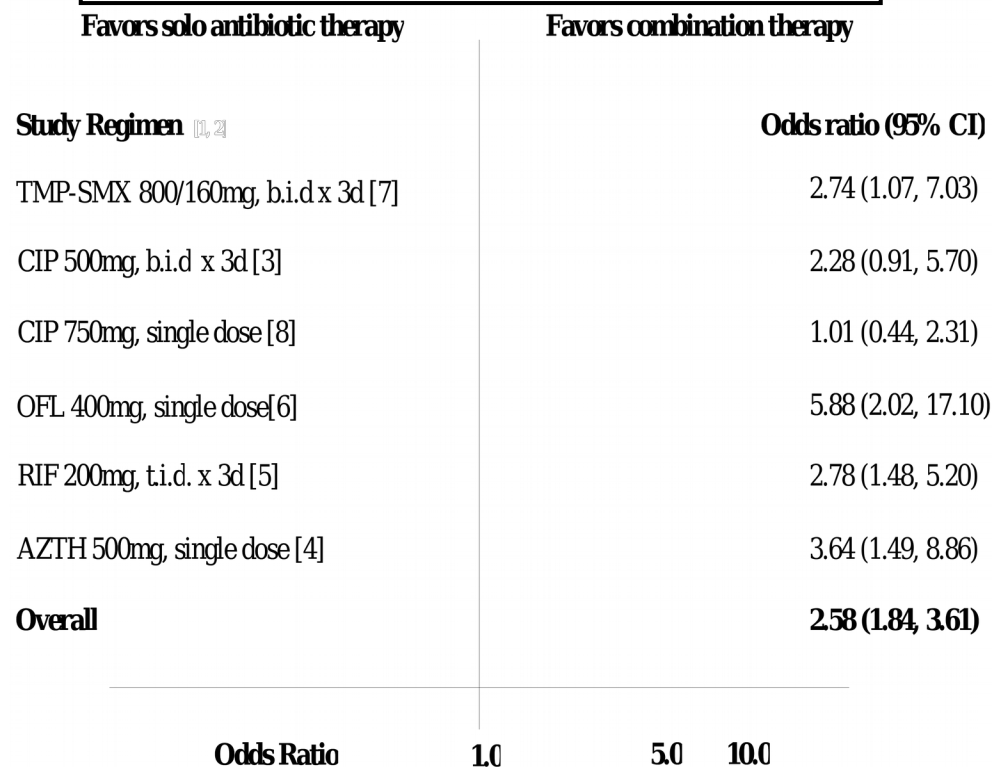 Favors solo antibiotic therapy Favors combination therapy
Study Regimen [1, 2] Odds ratio (95% CI)
TMP-SMX 800/160mg, b.i.d x 3d [7] 2.74 (1.07, 7.03)
CIP 500mg, b.i.d x 3d [3] 2.28 (0.91, 5.70)
CIP 750mg, single dose [8] 1.01 (0.44, 2.31)
OFL 400mg, single dose[6] 5.88 (2.02, 17.10)
RIF 200mg, t.i.d. x 3d [5] 2.78 (1.48, 5.20)
AZTH 500mg, single dose [4] 3.64 (1.49, 8.86)
Overall 2.58 (1.84, 3.61)
Odds Ratio 1.0 5.0 10.0